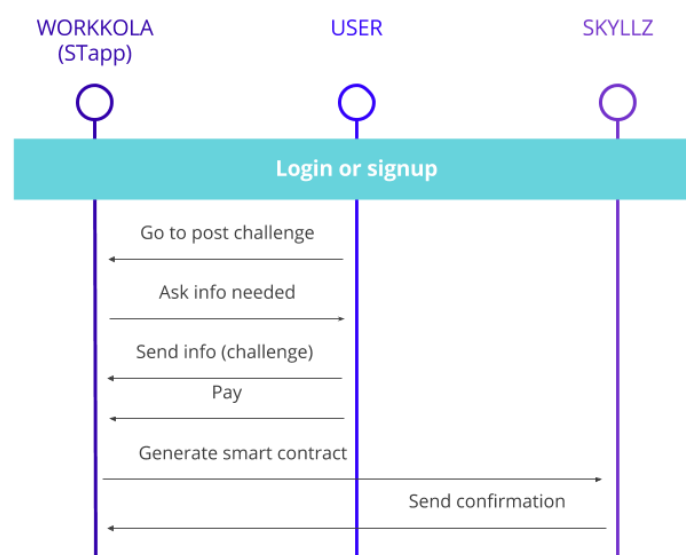 WORKKOLA
(STapp)
USER
SKYLLZ
Login or signup
Go to post challenge
Ask info needed
Send info (challenge)
Pay
Generate smart contract
Send confirmation